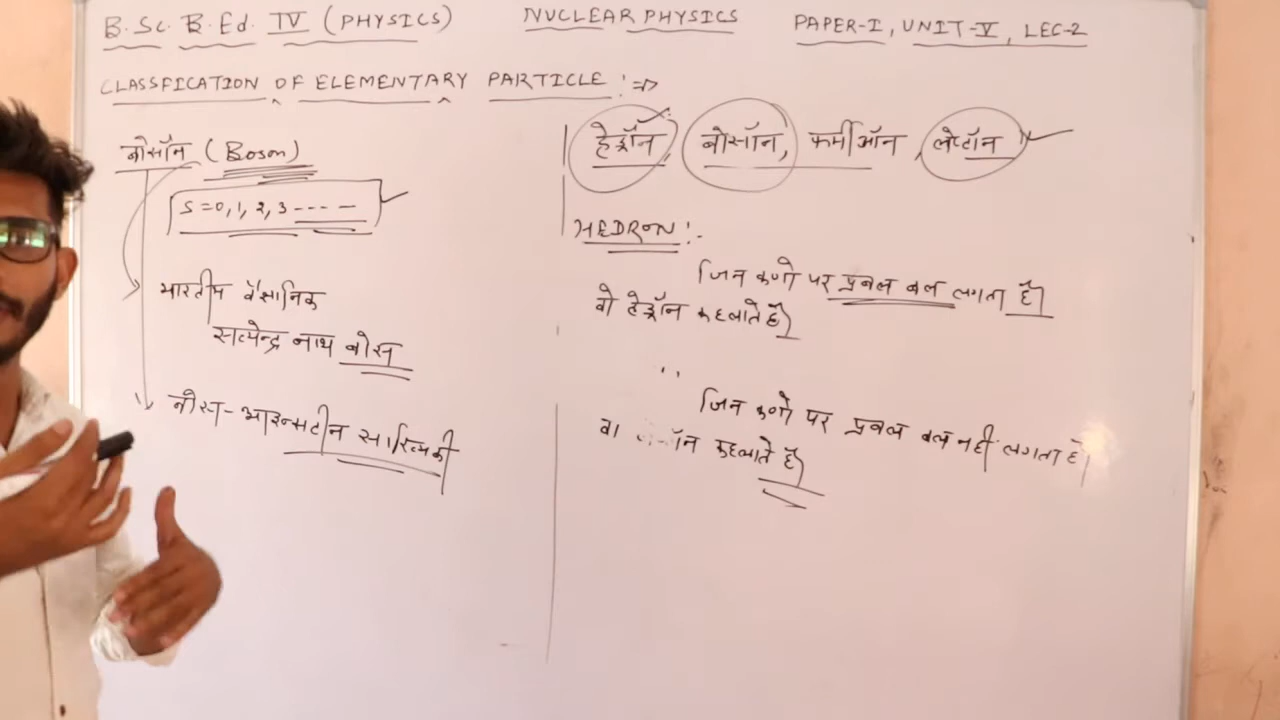 B.Sc. B.Ed. IV (PHYSICS) NUCLEAR PHYSICS PAPER-I, UNIT-V, LEC-2
CLASSFICATION OF ELEMENTARY PARTICLE :⇒
बोसॉन (Boson)
S=0,1,2,3-----
भारतीय वैज्ञानिक
सत्येन्द्र नाथ बोस
बोस-आइन्सटीन सांख्यिकी
हेड्रॉन, बोसॉन, फर्मीऑन, लेप्टॉन
HEDRON:-
जिन कणो पर प्रबल बल लगता है।
वो हेड्रॉन कहलाते है।
जिन कणो पर प्रबल बल नही लगता है।
वो कहलाते है।